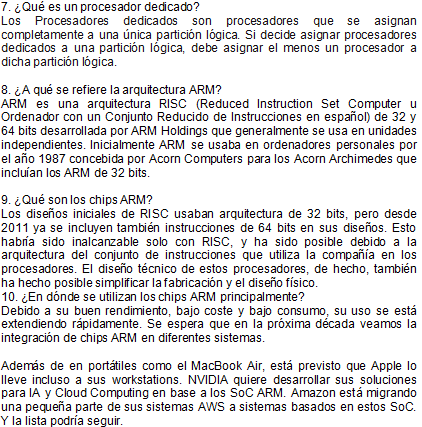 7. ¿Qué es un procesador dedicado?
Los Procesadores dedicados son procesadores que se asignan
completamente a una única partición lógica. Si decide asignar procesadores
dedicados a una partición lógica, debe asignar el menos un procesador a
dicha partición lógica.
8. ¿A qué se refiere la arquitectura ARM?
ARM es una arquitectura RISC (Reduced Instruction Set Computer u
Ordenador con un Conjunto Reducido de Instrucciones en español) de 32 y
64 bits desarrollada por ARM Holdings que generalmente se usa en unidades
independientes. Inicialmente ARM se usaba en ordenadores personales por
el año 1987 concebida por Acorn Computers para los Acorn Archimedes que
incluían los ARM de 32 bits.
9. ¿Qué son los chips ARM?
Los diseños iniciales de RISC usaban arquitectura de 32 bits, pero desde
2011 ya se incluyen también instrucciones de 64 bits en sus diseños. Esto
habría sido inalcanzable solo con RISC, y ha sido posible debido a la
arquitectura del conjunto de instrucciones que utiliza la compañía en los
procesadores. El diseño técnico de estos procesadores, de hecho, también
ha hecho posible simplificar la fabricación y el diseño físico.
10. ¿En dónde se utilizan los chips ARM principalmente?
Debido a su buen rendimiento, bajo coste y bajo consumo, su uso se está
extendiendo rápidamente. Se espera que en la próxima década veamos la
integración de chips ARM en diferentes sistemas.
Además de en portátiles como el MacBook Air, está previsto que Apple lo
lleve incluso a sus workstations. NVIDIA quiere desarrollar sus soluciones
para IA y Cloud Computing en base a los SoC ARM. Amazon está migrando
una pequeña parte de sus sistemas AWS a sistemas basados en estos SoC.
Y la lista podría seguir.